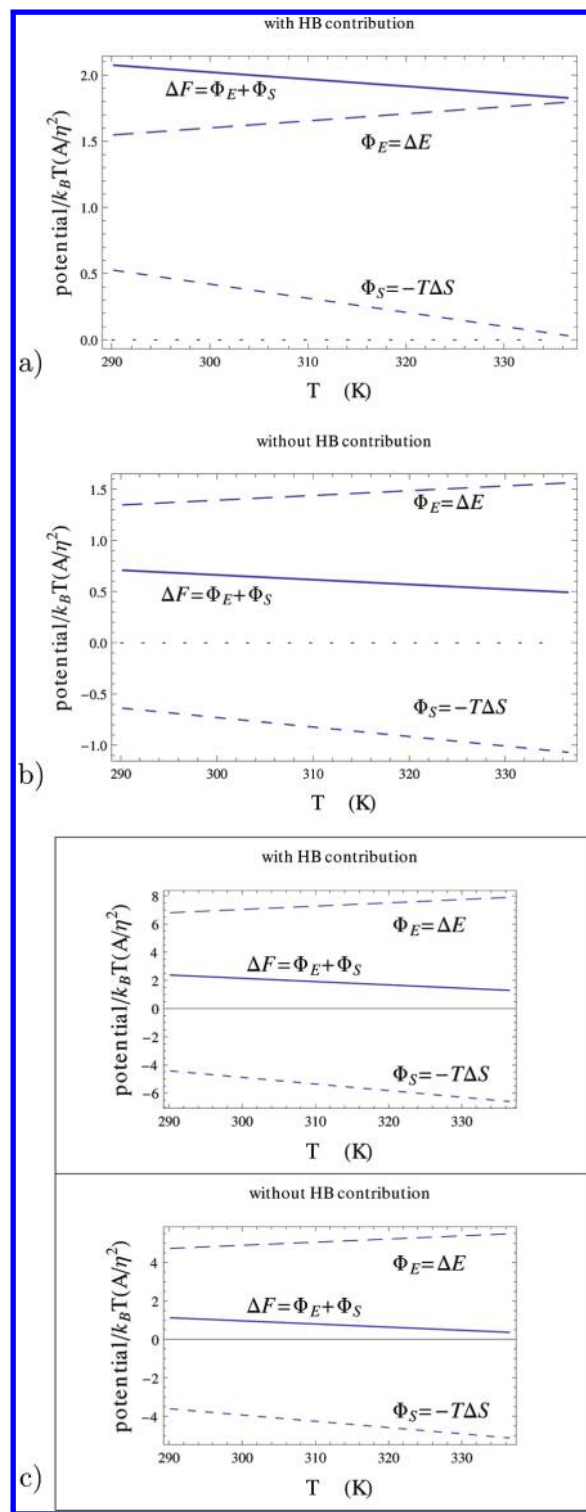 with HB contribution
2.0
ΔF=Φ_E+Φ_S
1.5
Φ_E=ΔE
potential/k_BT(A/η²)
1.0
0.5
Φ_S=−TΔS
0.0
a)
290 300 310 320 330
T (K)
without HB contribution
1.5
Φ_E=ΔE
1.0
potential/k_BT(A/η²)
0.5
ΔF=Φ_E+Φ_S
0.0
−0.5
Φ_S=−TΔS
−1.0
b)
290 300 310 320 330
T (K)
with HB contribution
8
6
Φ_E=ΔE
4
potential/k_BT(A/η²)
ΔF=Φ_E+Φ_S
2
0
−2
−4
Φ_S=−TΔS
−6
290 300 310 320 330
T (K)
without HB contribution
4
Φ_E=ΔE
potential/k_BT(A/η²)
2
ΔF=Φ_E+Φ_S
0
−2
−4
Φ_S=−TΔS
290 300 310 320 330
c)
T (K)